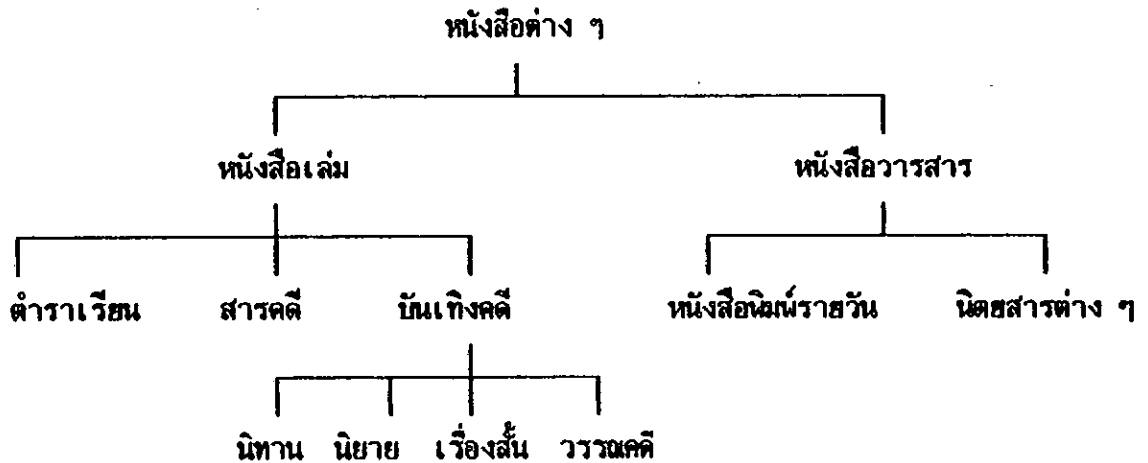 หนังสือต่าง ๆ
หนังสือเล่ม หนังสือวารสาร
ตำราเรียน สารคดี บันเทิงคดี หนังสือพิมพ์รายวัน นิตยสารต่าง ๆ
นิทาน นิยาย เรื่องสั้น วรรณคดี